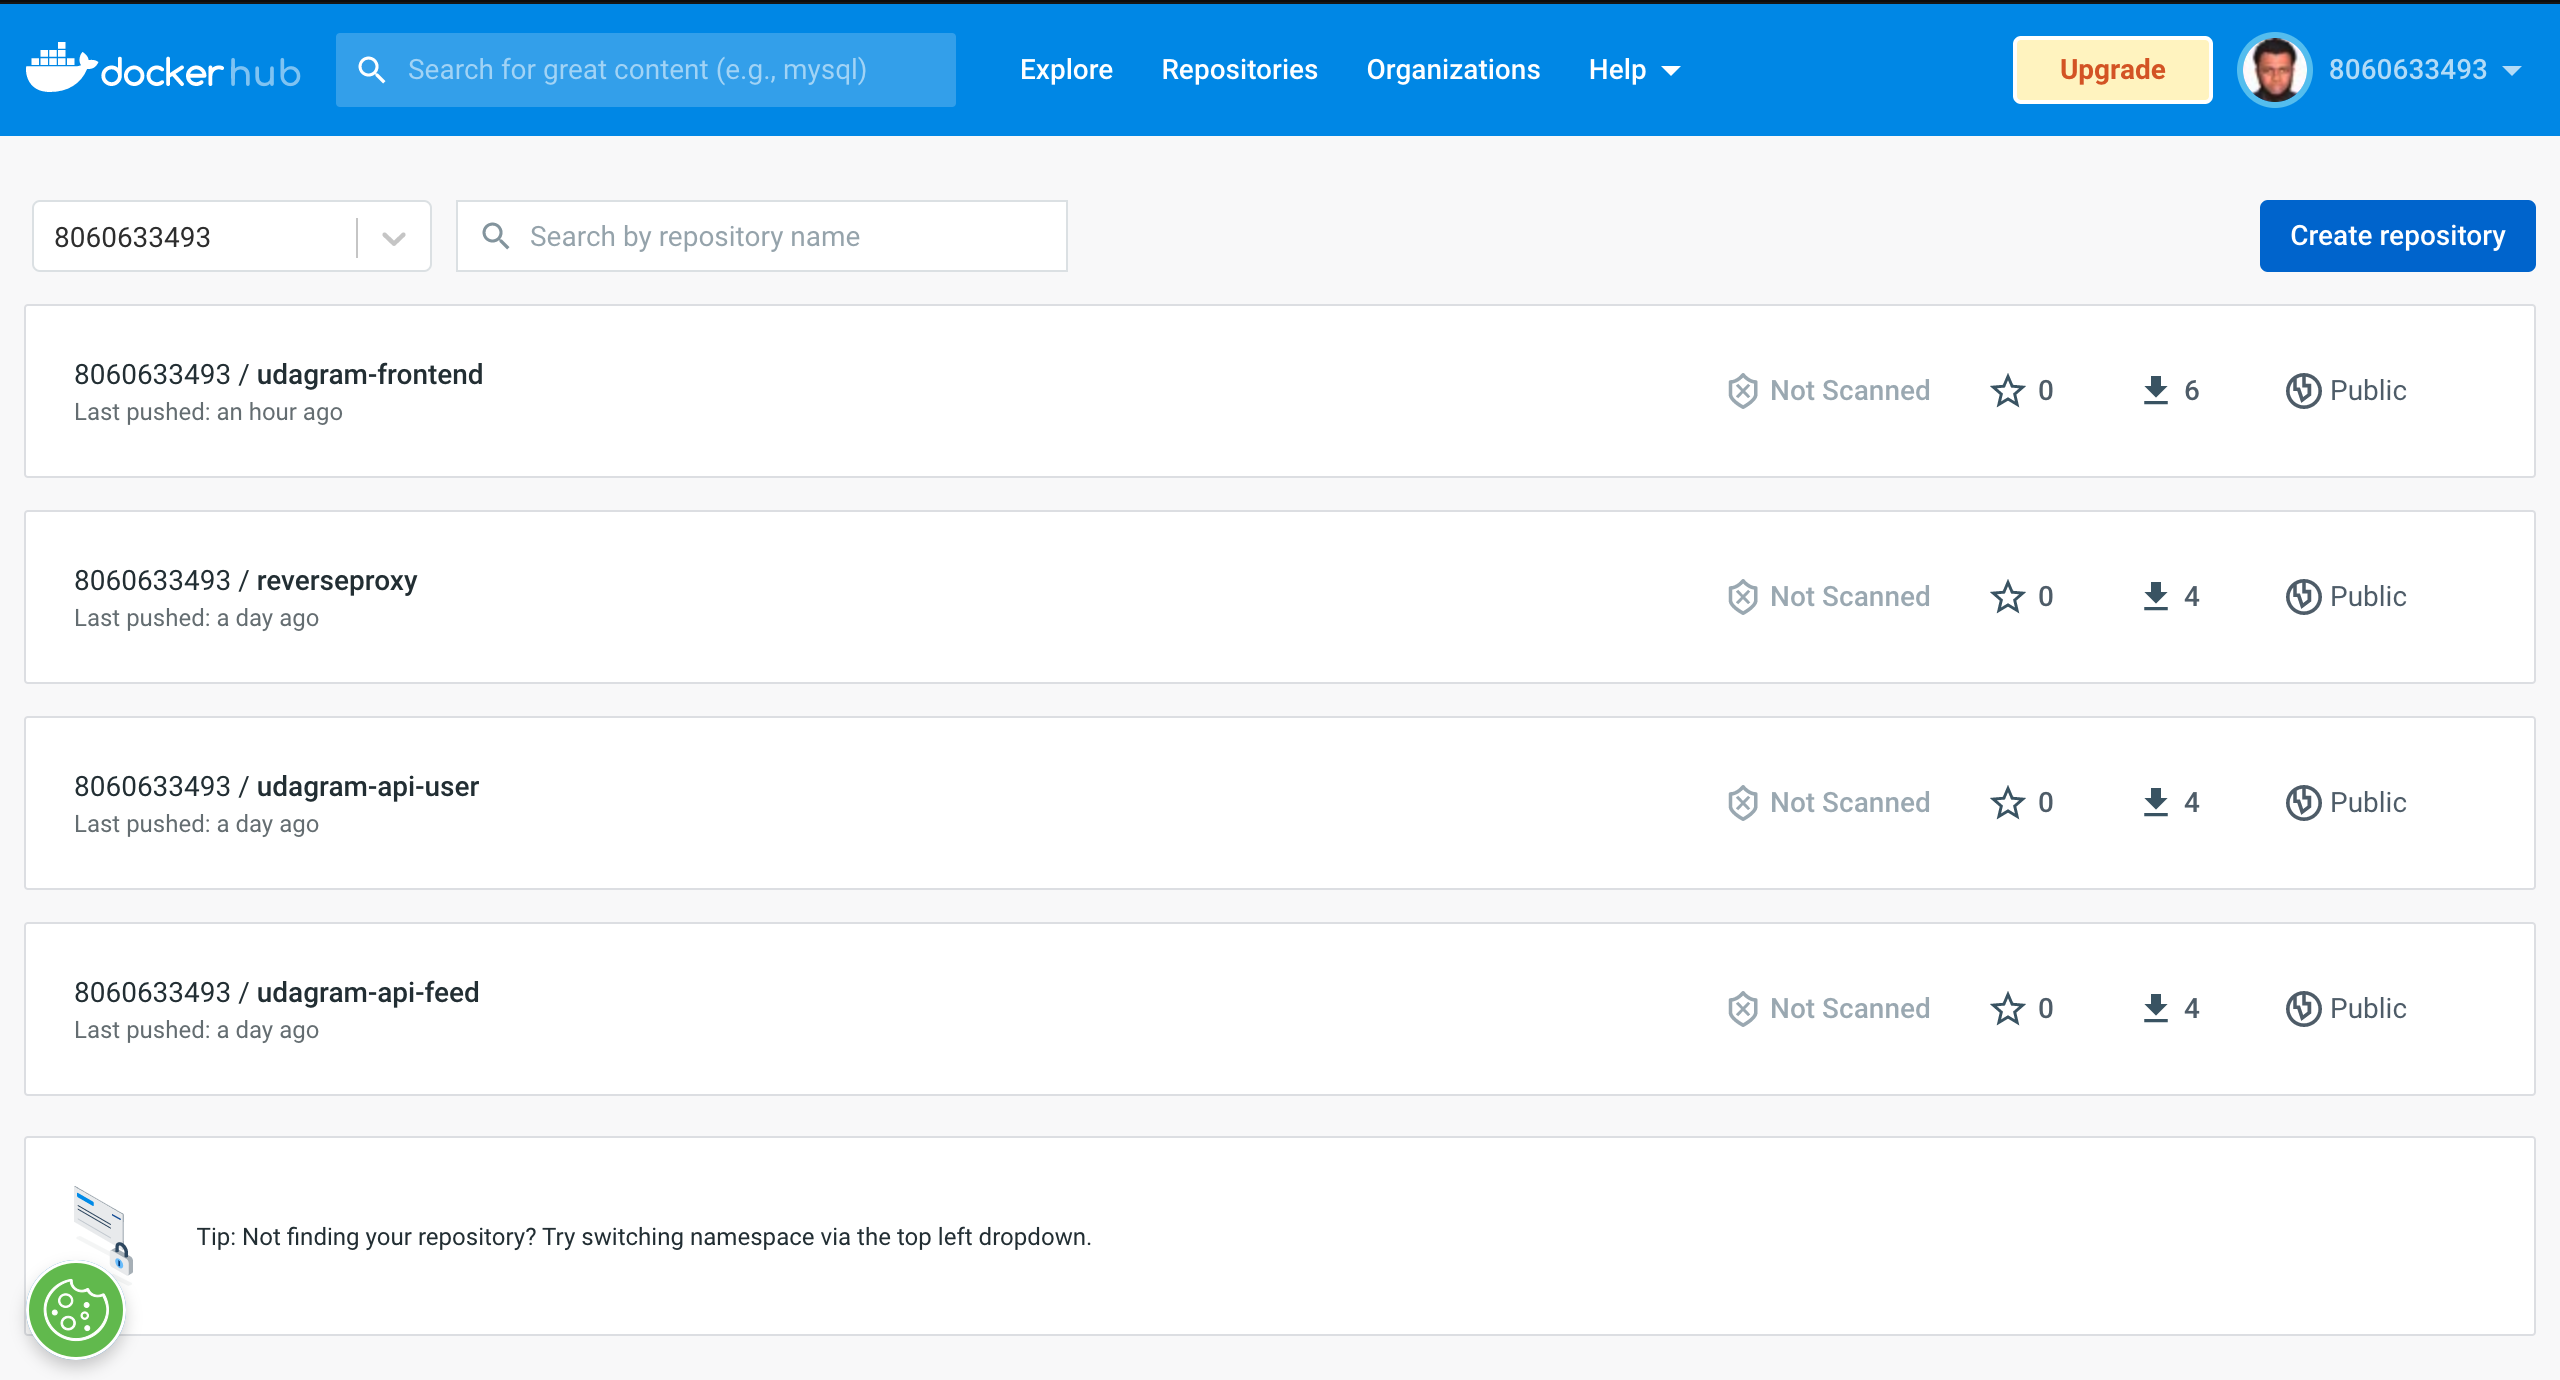 docker hub
Search for great content (e.g., mysql)
Explore
Repositories
Organizations
Help
Upgrade
8060633493
8060633493
Search by repository name
Create repository
8060633493 / udagram-frontend
Last pushed: an hour ago
Not Scanned
0
6
Public
8060633493 / reverseproxy
Last pushed: a day ago
Not Scanned
0
4
Public
8060633493 / udagram-api-user
Last pushed: a day ago
Not Scanned
0
4
Public
8060633493 / udagram-api-feed
Last pushed: a day ago
Not Scanned
0
4
Public
Tip: Not finding your repository? Try switching namespace via the top left dropdown.